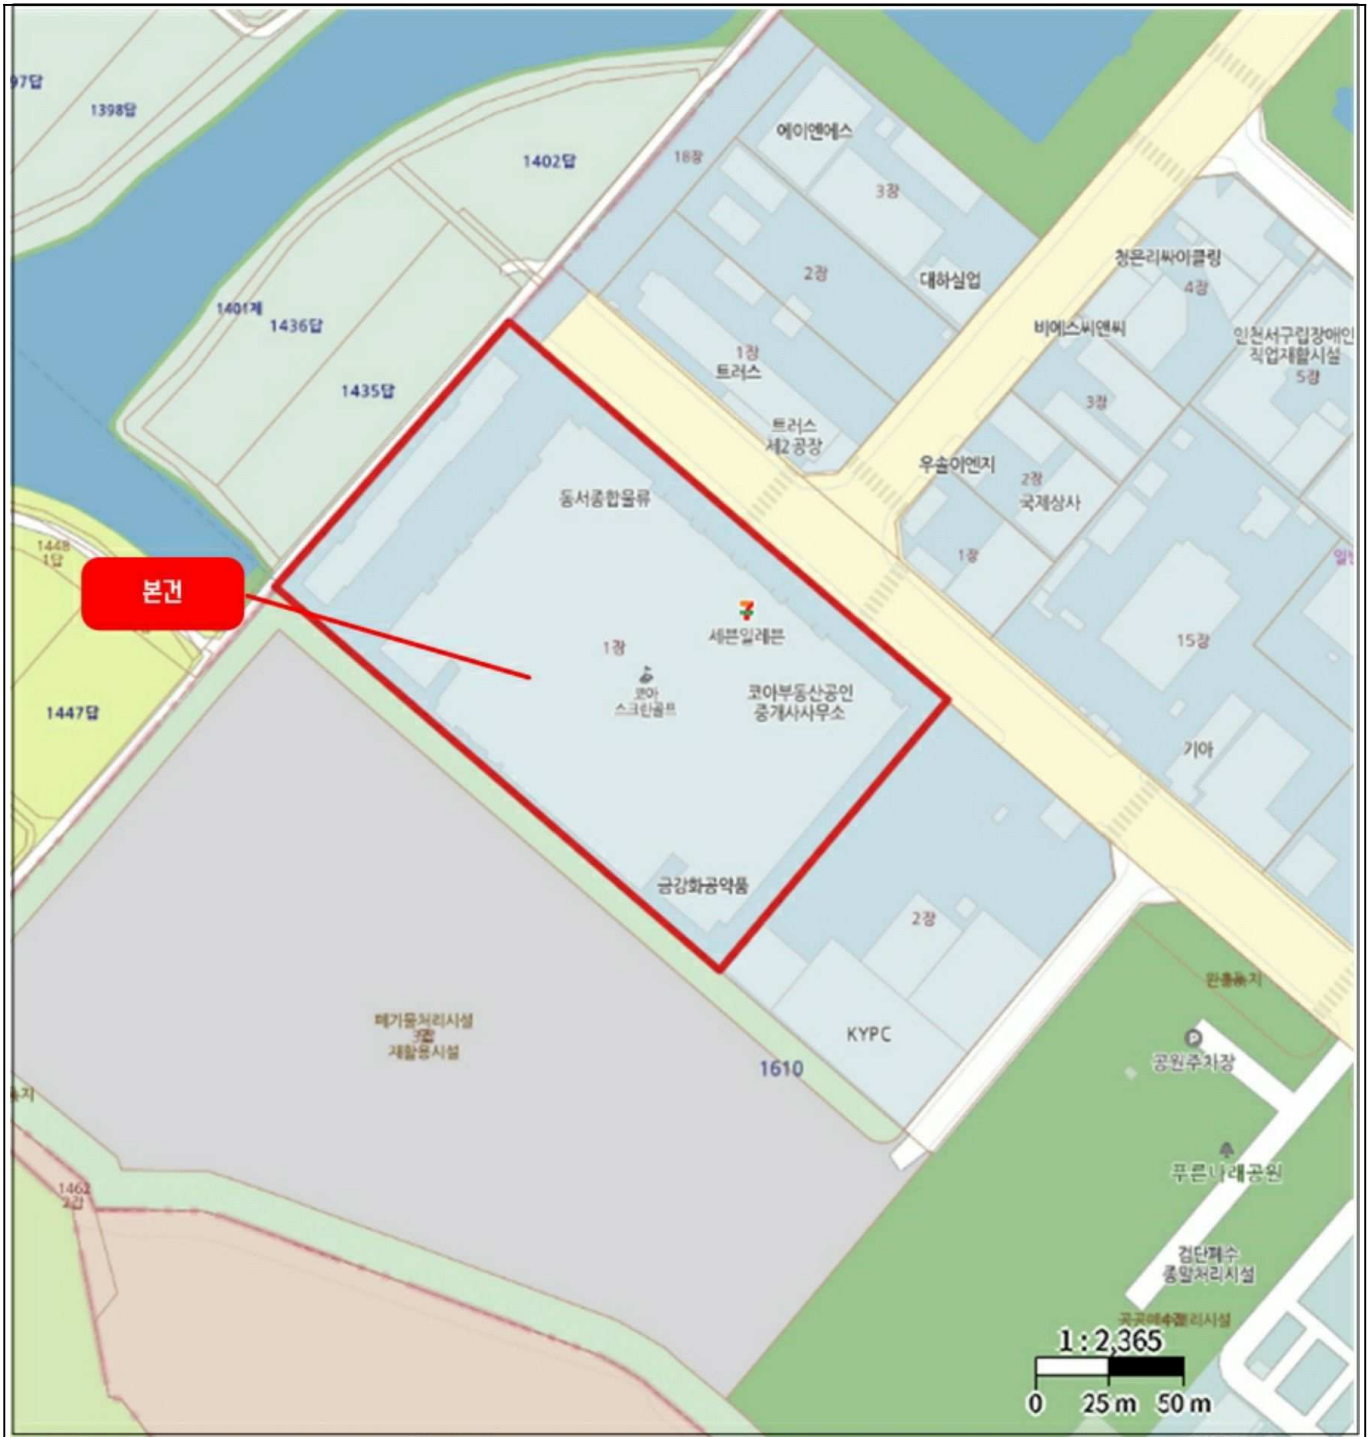 97답
1398답
1402답
18장
에이엔에스
3장
2장
대하실업
청은리싸이클링
4장
1401제
1436답
비에스씨앤씨
인천서구립장애인
직업재활시설
5장
1장
트러스
1435답
3장
트러스
제2공장
우솔이엔지
2장
국제상사
동서종합물류
1448
1답
1장
본건
세븐일레븐
1장
15장
코아
스크린골프
코아부동산공인
중개사사무소
1447답
기아
금강화공약품
2장
완충녹지
폐기물처리시설
재활용시설
KYPC
공원주차장
1610
푸른나래공원
1462
2잡
검단폐수
종말처리시설
1 : 2,365
0 25 m 50 m